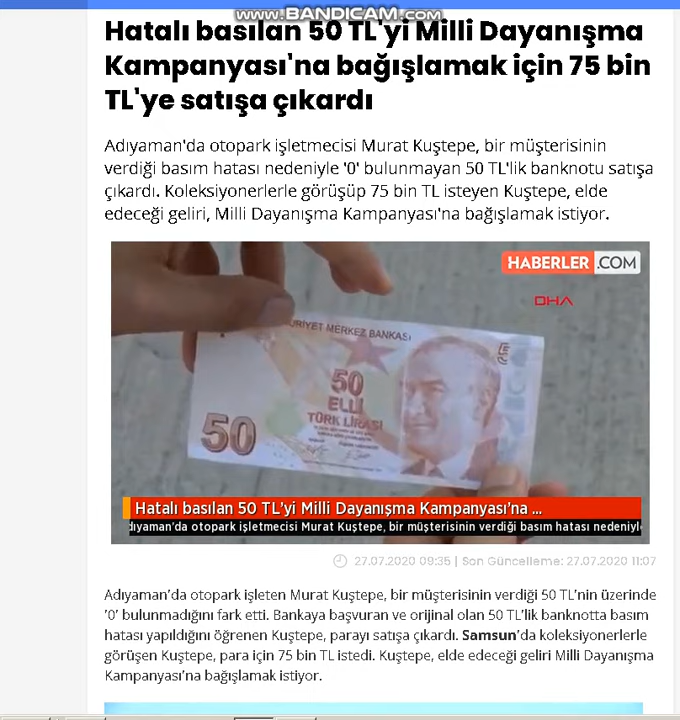 www.BANDICAM.com
Hatalı basılan 50 TL'yi Milli Dayanışma
Kampanyası'na bağışlamak için 75 bin
TL'ye satışa çıkardı
Adıyaman'da otopark işletmecisi Murat Kuştepe, bir müşterisinin
verdiği basım hatası nedeniyle '0' bulunmayan 50 TL'lik banknotu satışa
çıkardı. Koleksiyonerlerle görüşüp 75 bin TL isteyen Kuştepe, elde
edeceği geliri, Milli Dayanışma Kampanyası'na bağışlamak istiyor.
HABERLER.COM
DHA
URİYET MERKEZ BANKASI
50
ELLİ
TÜRK LİRASI
50
Hatalı basılan 50 TL'yi Milli Dayanışma Kampanyası'na ...
dıyaman'da otopark işletmecisi Murat Kuştepe, bir müşterisinin verdiği basım hatası nedeniyl
27.07.2020 09:35 | Son Güncelleme: 27.07.2020 11:07
Adıyaman'da otopark işleten Murat Kuştepe, bir müşterisinin verdiği 50 TL'nin üzerinde
'0' bulunmadığını fark etti. Bankaya başvuran ve orijinal olan 50 TL'lik banknotta basım
hatası yapıldığını öğrenen Kuştepe, parayı satışa çıkardı. Samsun'da koleksiyonerlerle
görüşen Kuştepe, para için 75 bin TL istedi. Kuştepe, elde edeceği geliri Milli Dayanışma
Kampanyası'na bağışlamak istiyor.